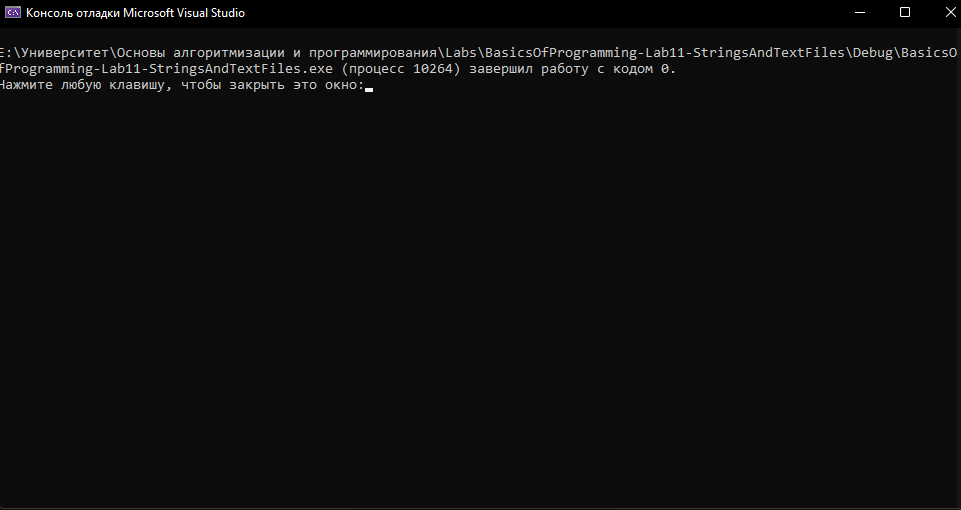 Консоль отладки Microsoft Visual Studio
E:\Университет\Основы алгоритмизации и программирования\Labs\BasicsOfProgramming-Lab11-StringsAndTextFiles\Debug\BasicsO
fProgramming-Lab11-StringsAndTextFiles.exe (процесс 10264) завершил работу с кодом 0.
Нажмите любую клавишу, чтобы закрыть это окно: